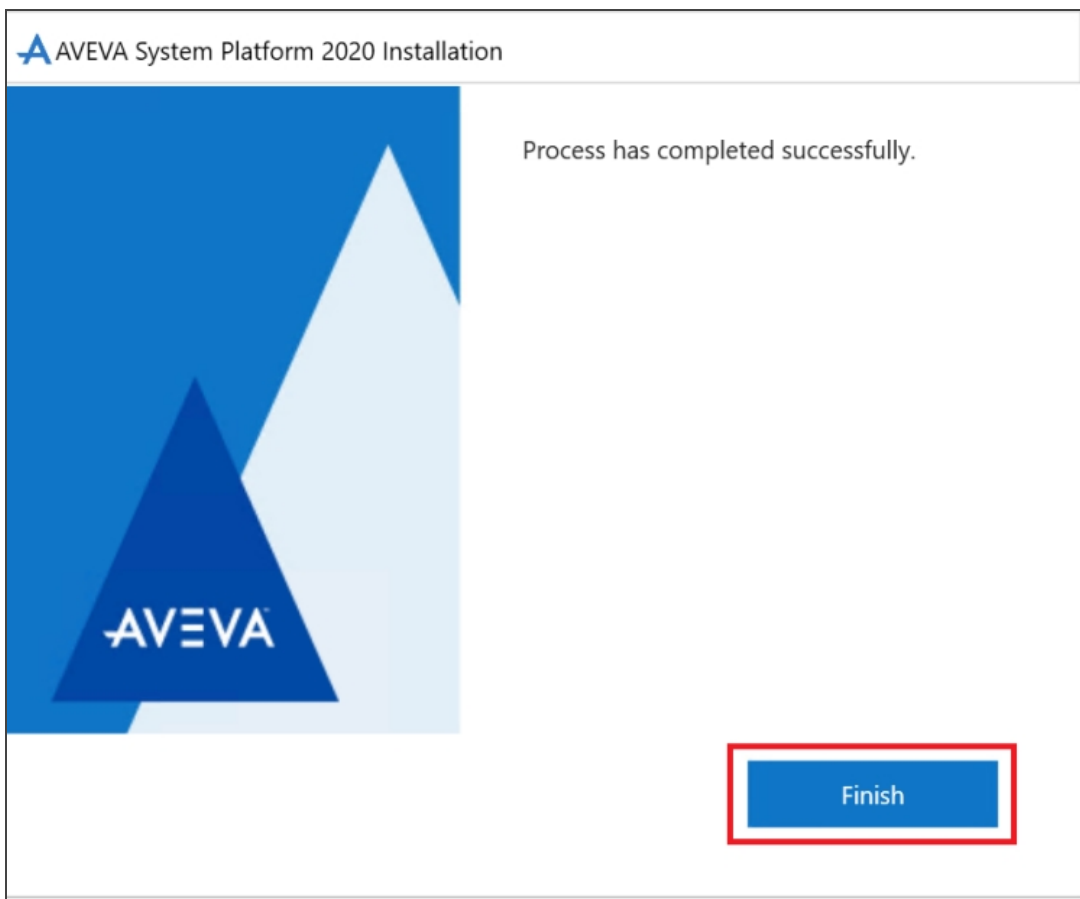 AVEVA System Platform 2020 Installation
Process has completed successfully.
AVEVA
Finish